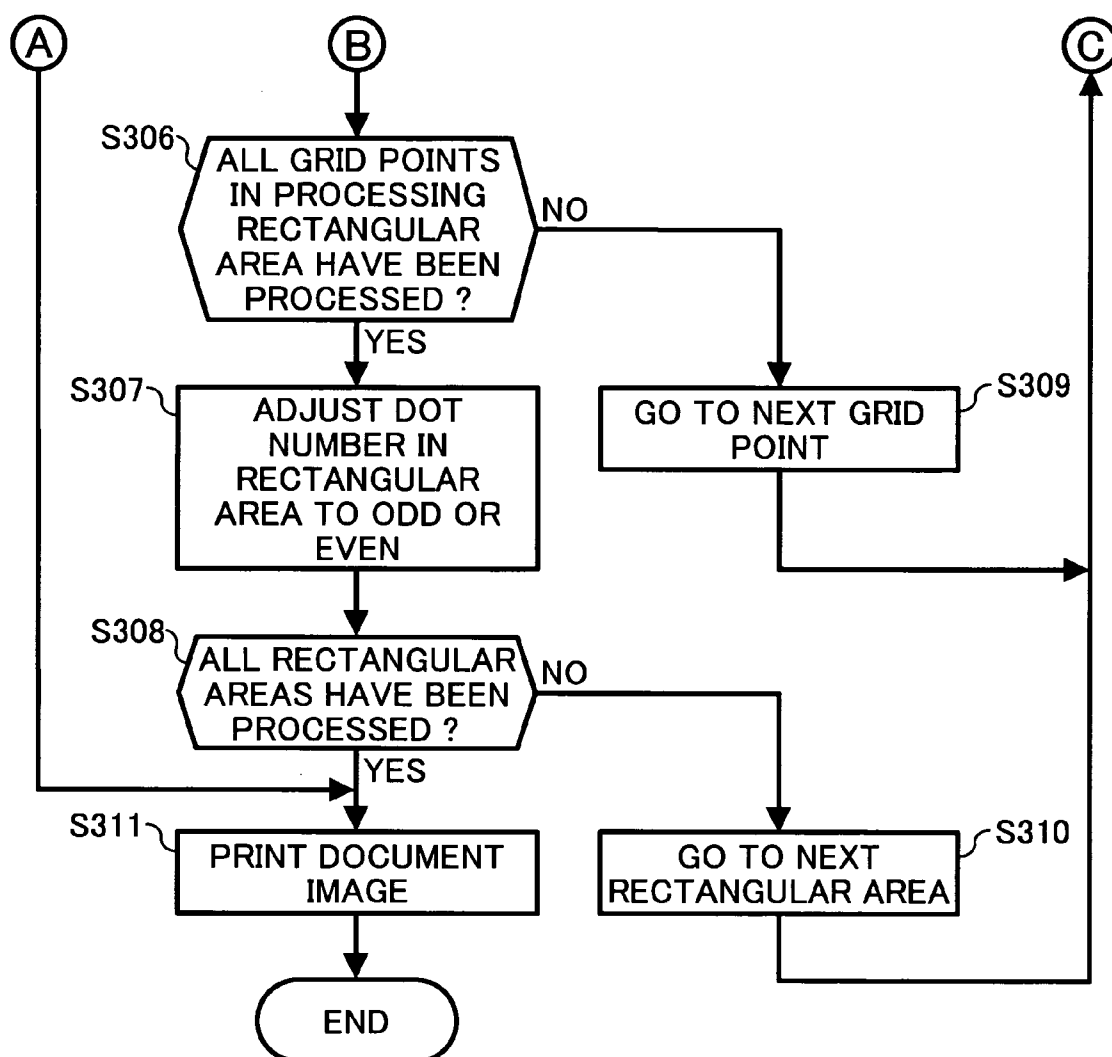 A
B
C
S306
ALL GRID POINTS
IN PROCESSING
RECTANGULAR
AREA HAVE BEEN
PROCESSED ?
NO
YES
S307
ADJUST DOT
NUMBER IN
RECTANGULAR
AREA TO ODD OR
EVEN
S309
GO TO NEXT GRID
POINT
S308
ALL RECTANGULAR
AREAS HAVE BEEN
PROCESSED ?
NO
YES
S311
PRINT DOCUMENT
IMAGE
S310
GO TO NEXT
RECTANGULAR AREA
END